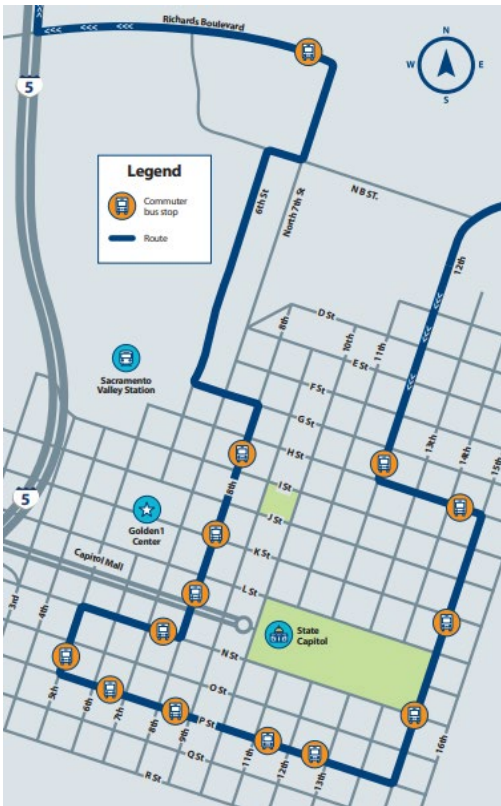 Richards Boulevard
N
W E
S
5
Legend
Commuter
bus stop
Route
6th St
North 7th St
N B ST.
12th
<<<
<<<
<<<
<<<
<<<
8th
D St
10th
11th
E St
F St
G St
13th
14th
15th
Sacramento
Valley Station
H St
8th
I St
J St
5
Golden1
Center
K St
Capitol Mall
L St
3rd
4th
State
Capitol
N St
16th
5th
6th
7th
8th
9th
O St
P St
Q St
R St
11th
12th
13th